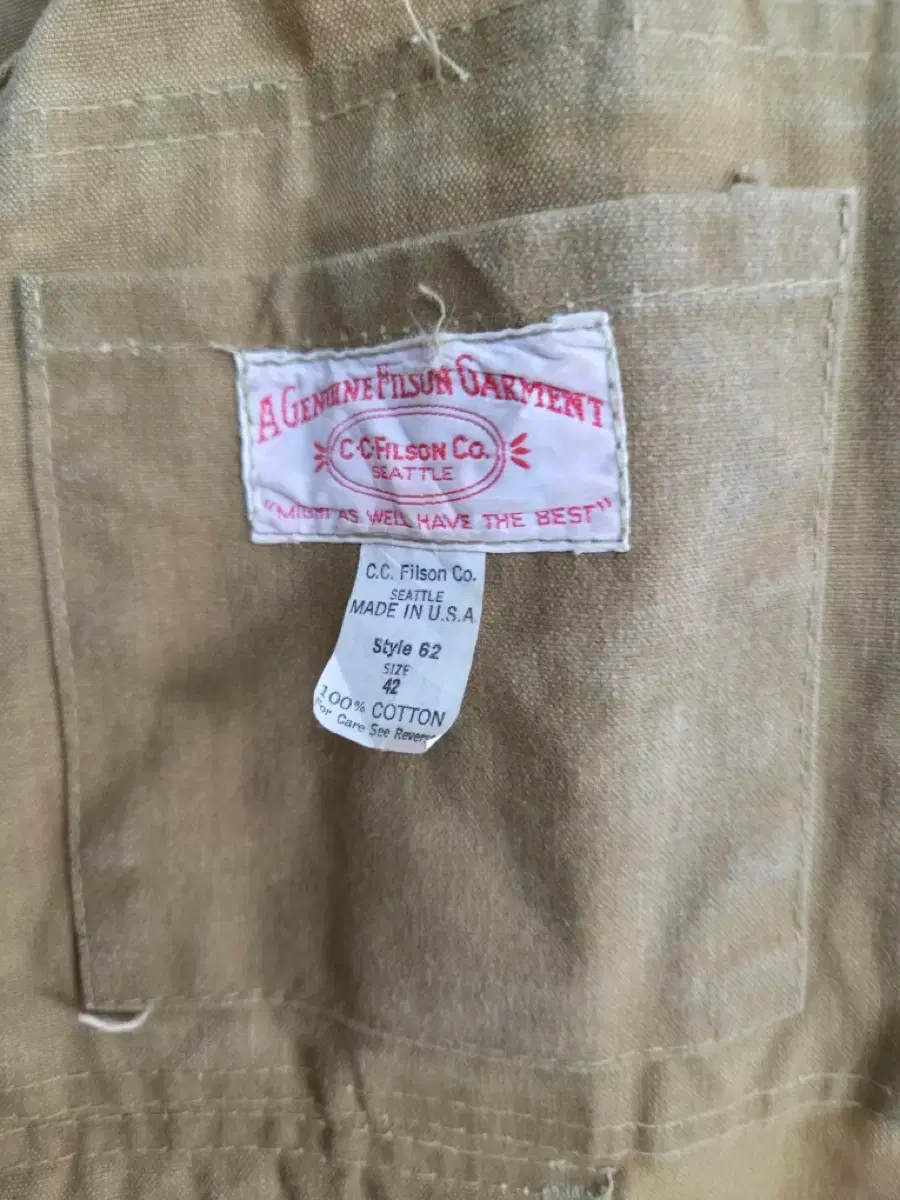 A GENUINE FILSON GARMENT
C·C·FILSON CO.
SEATTLE
"MIGHT AS WELL HAVE THE BEST"
C.C. Filson Co.
SEATTLE
MADE IN U.S.A
Style 62
SIZE
42
100% COTTON
For Care See Reverse